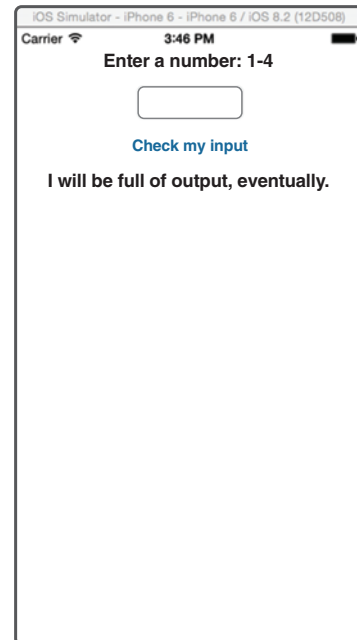 iOS Simulator - iPhone 6 - iPhone 6 / iOS 8.2 (12D508)
Carrier 3:46 PM
Enter a number: 1-4
Check my input
I will be full of output, eventually.